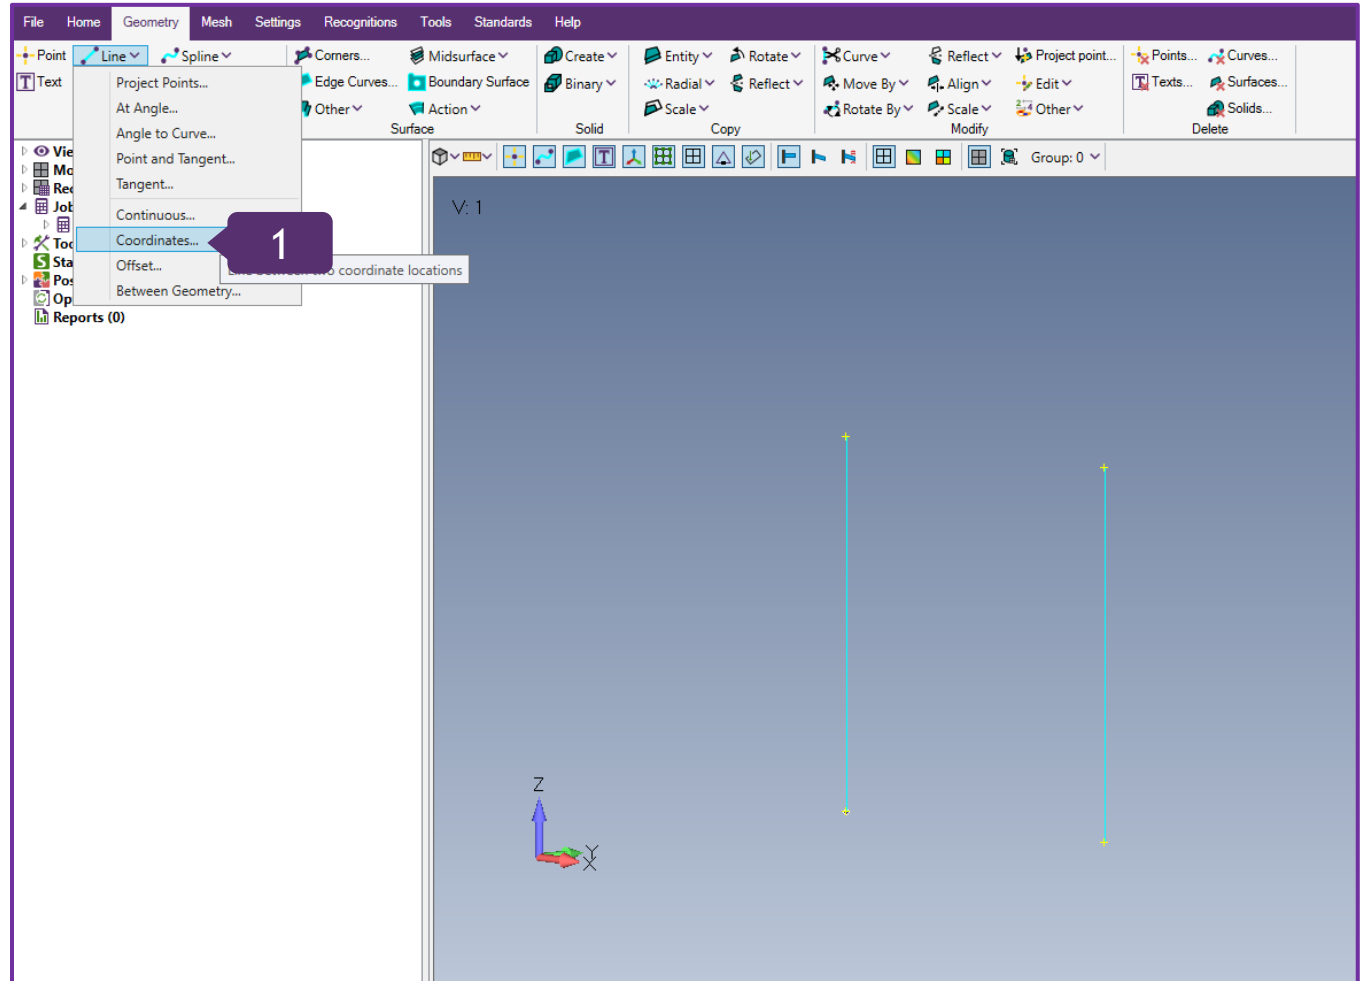 File Home Geometry Mesh Settings Recognitions Tools Standards Help
Point Line Spline Corners... Midsurface Create Entity Rotate Curve Reflect Project point... Points... Curves...
Text Edge Curves... Boundary Surface Binary Radial Reflect Move By Align Edit Texts... Surfaces...
Other Action Scale Rotate By Scale Other Solids...
Surface Solid Copy Modify Delete
Project Points...
At Angle...
Angle to Curve...
Point and Tangent...
Tangent...
Continuous...
Coordinates...
Offset...
Between Geometry...
1
coordinate locations
Reports (0)
Group: 0
V: 1
Z
Y
X